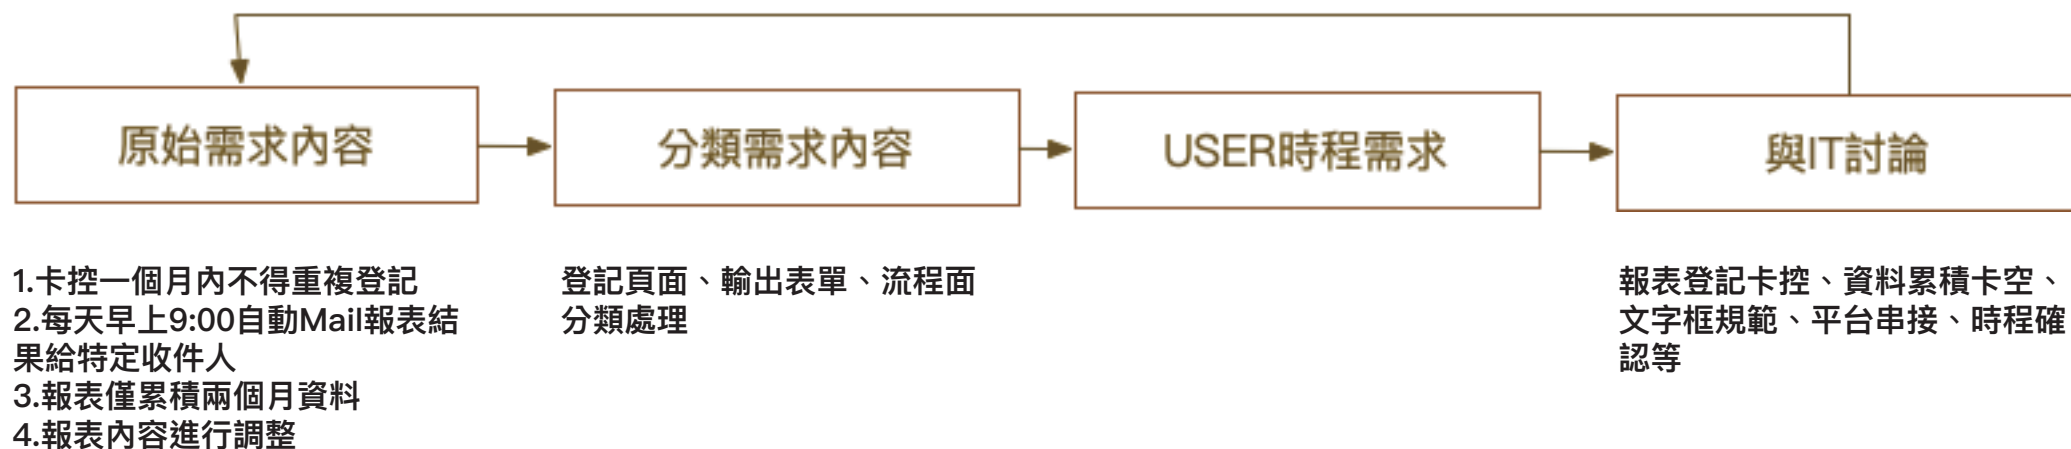 原始需求內容
分類需求內容
USER時程需求
與IT討論
1.卡控一個月內不得重複登記
2.每天早上9:00自動Mail報表結
果給特定收件人
3.報表僅累積兩個月資料
4.報表內容進行調整
登記頁面、輸出表單、流程面
分類處理
報表登記卡控、資料累積卡空、
文字框規範、平台串接、時程確
認等